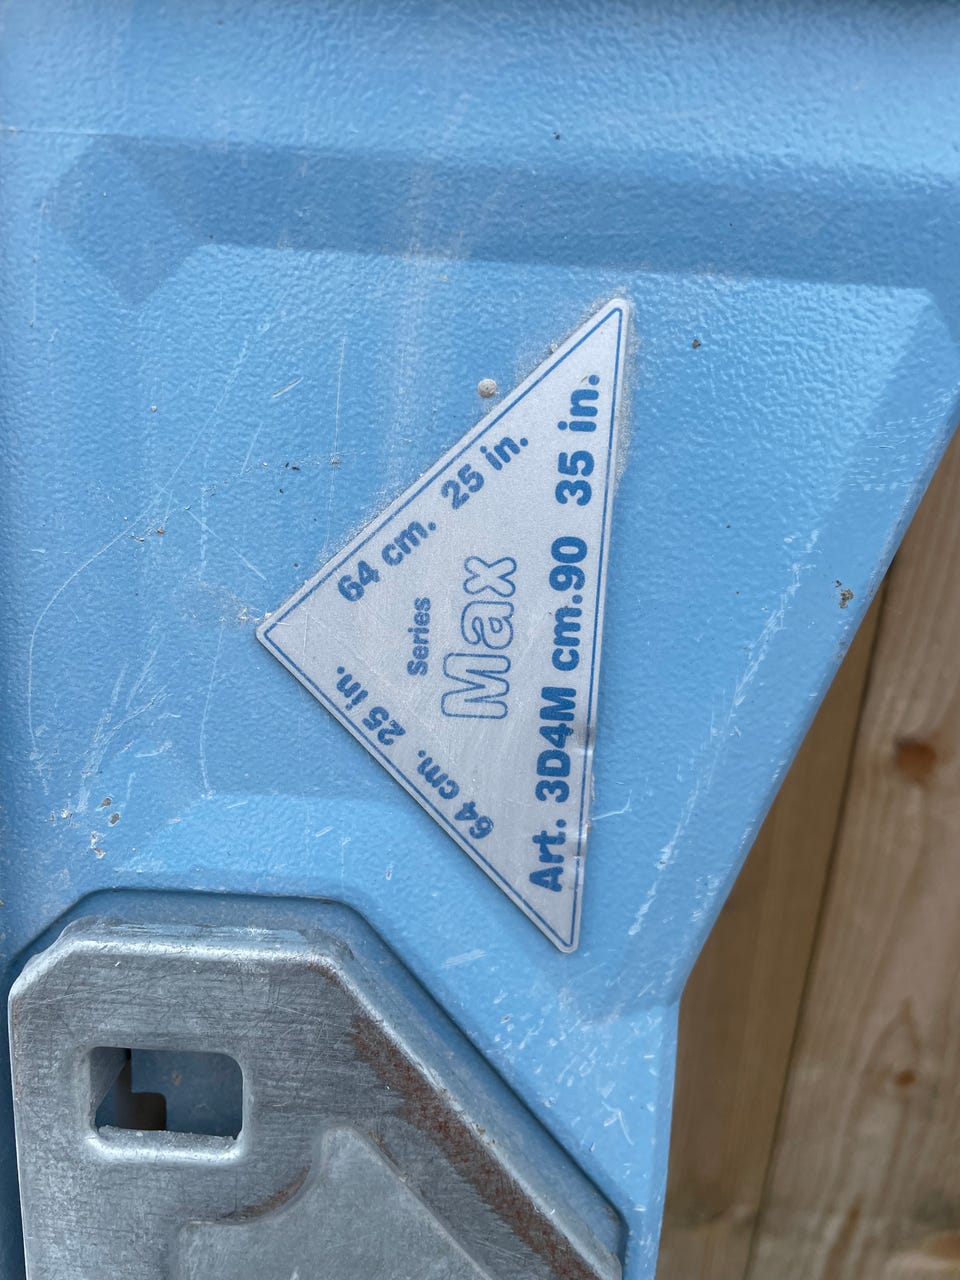 64 cm. 25 in.
64 cm. 25 in.
Series
Max
Art. 3D4M cm.90 35 in.